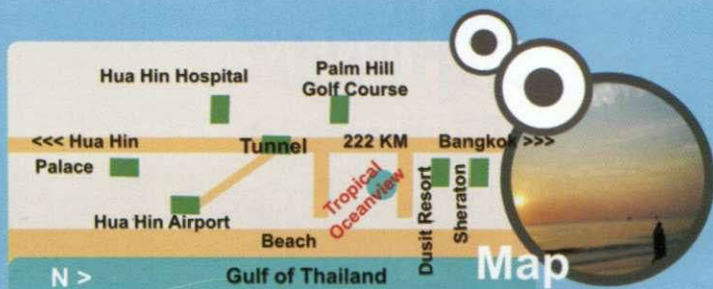 Hua Hin Hospital
Palm Hill
Golf Course
<<< Hua Hin
Tunnel
222 KM
Bangkok >>>
Palace
Tropical
Oceanview
Dusit Resort
Sheraton
Hua Hin Airport
Beach
Map
N >
Gulf of Thailand